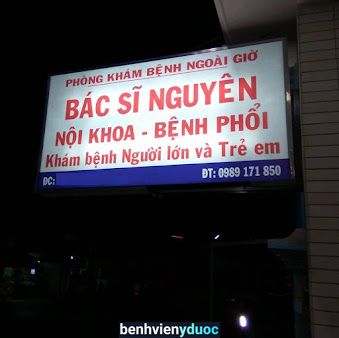 PHÒNG KHÁM BỆNH NGOÀI GIỜ
BÁC SĨ NGUYÊN
NỘI KHOA - BỆNH PHỔI
Khám bệnh Người lớn và Trẻ em
ĐC:
ĐT: 0989 171 850
benhvienyduoc